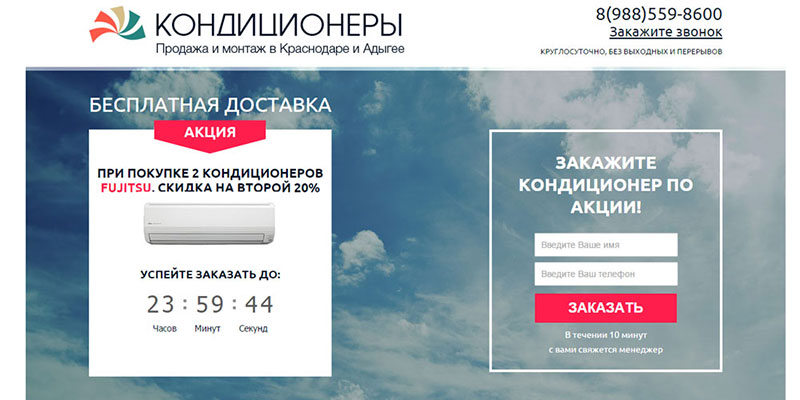 КОНДИЦИОНЕРЫ
Продажа и монтаж в Краснодаре и Адыгее
8(988)559-8600
Закажите звонок
КРУГЛОСУТОЧНО, БЕЗ ВЫХОДНЫХ И ПЕРЕРЫВОВ
БЕСПЛАТНАЯ ДОСТАВКА
АКЦИЯ
ПРИ ПОКУПКЕ 2 КОНДИЦИОНЕРОВ
FUJITSU, СКИДКА НА ВТОРОЙ 20%
УСПЕЙТЕ ЗАКАЗАТЬ ДО:
23 : 59 : 44
Часов Минут Секунд
ЗАКАЖИТЕ
КОНДИЦИОНЕР ПО
АКЦИИ!
Введите Ваше имя
Введите Ваш телефон
ЗАКАЗАТЬ
В течении 10 минут
с вами свяжется менеджер